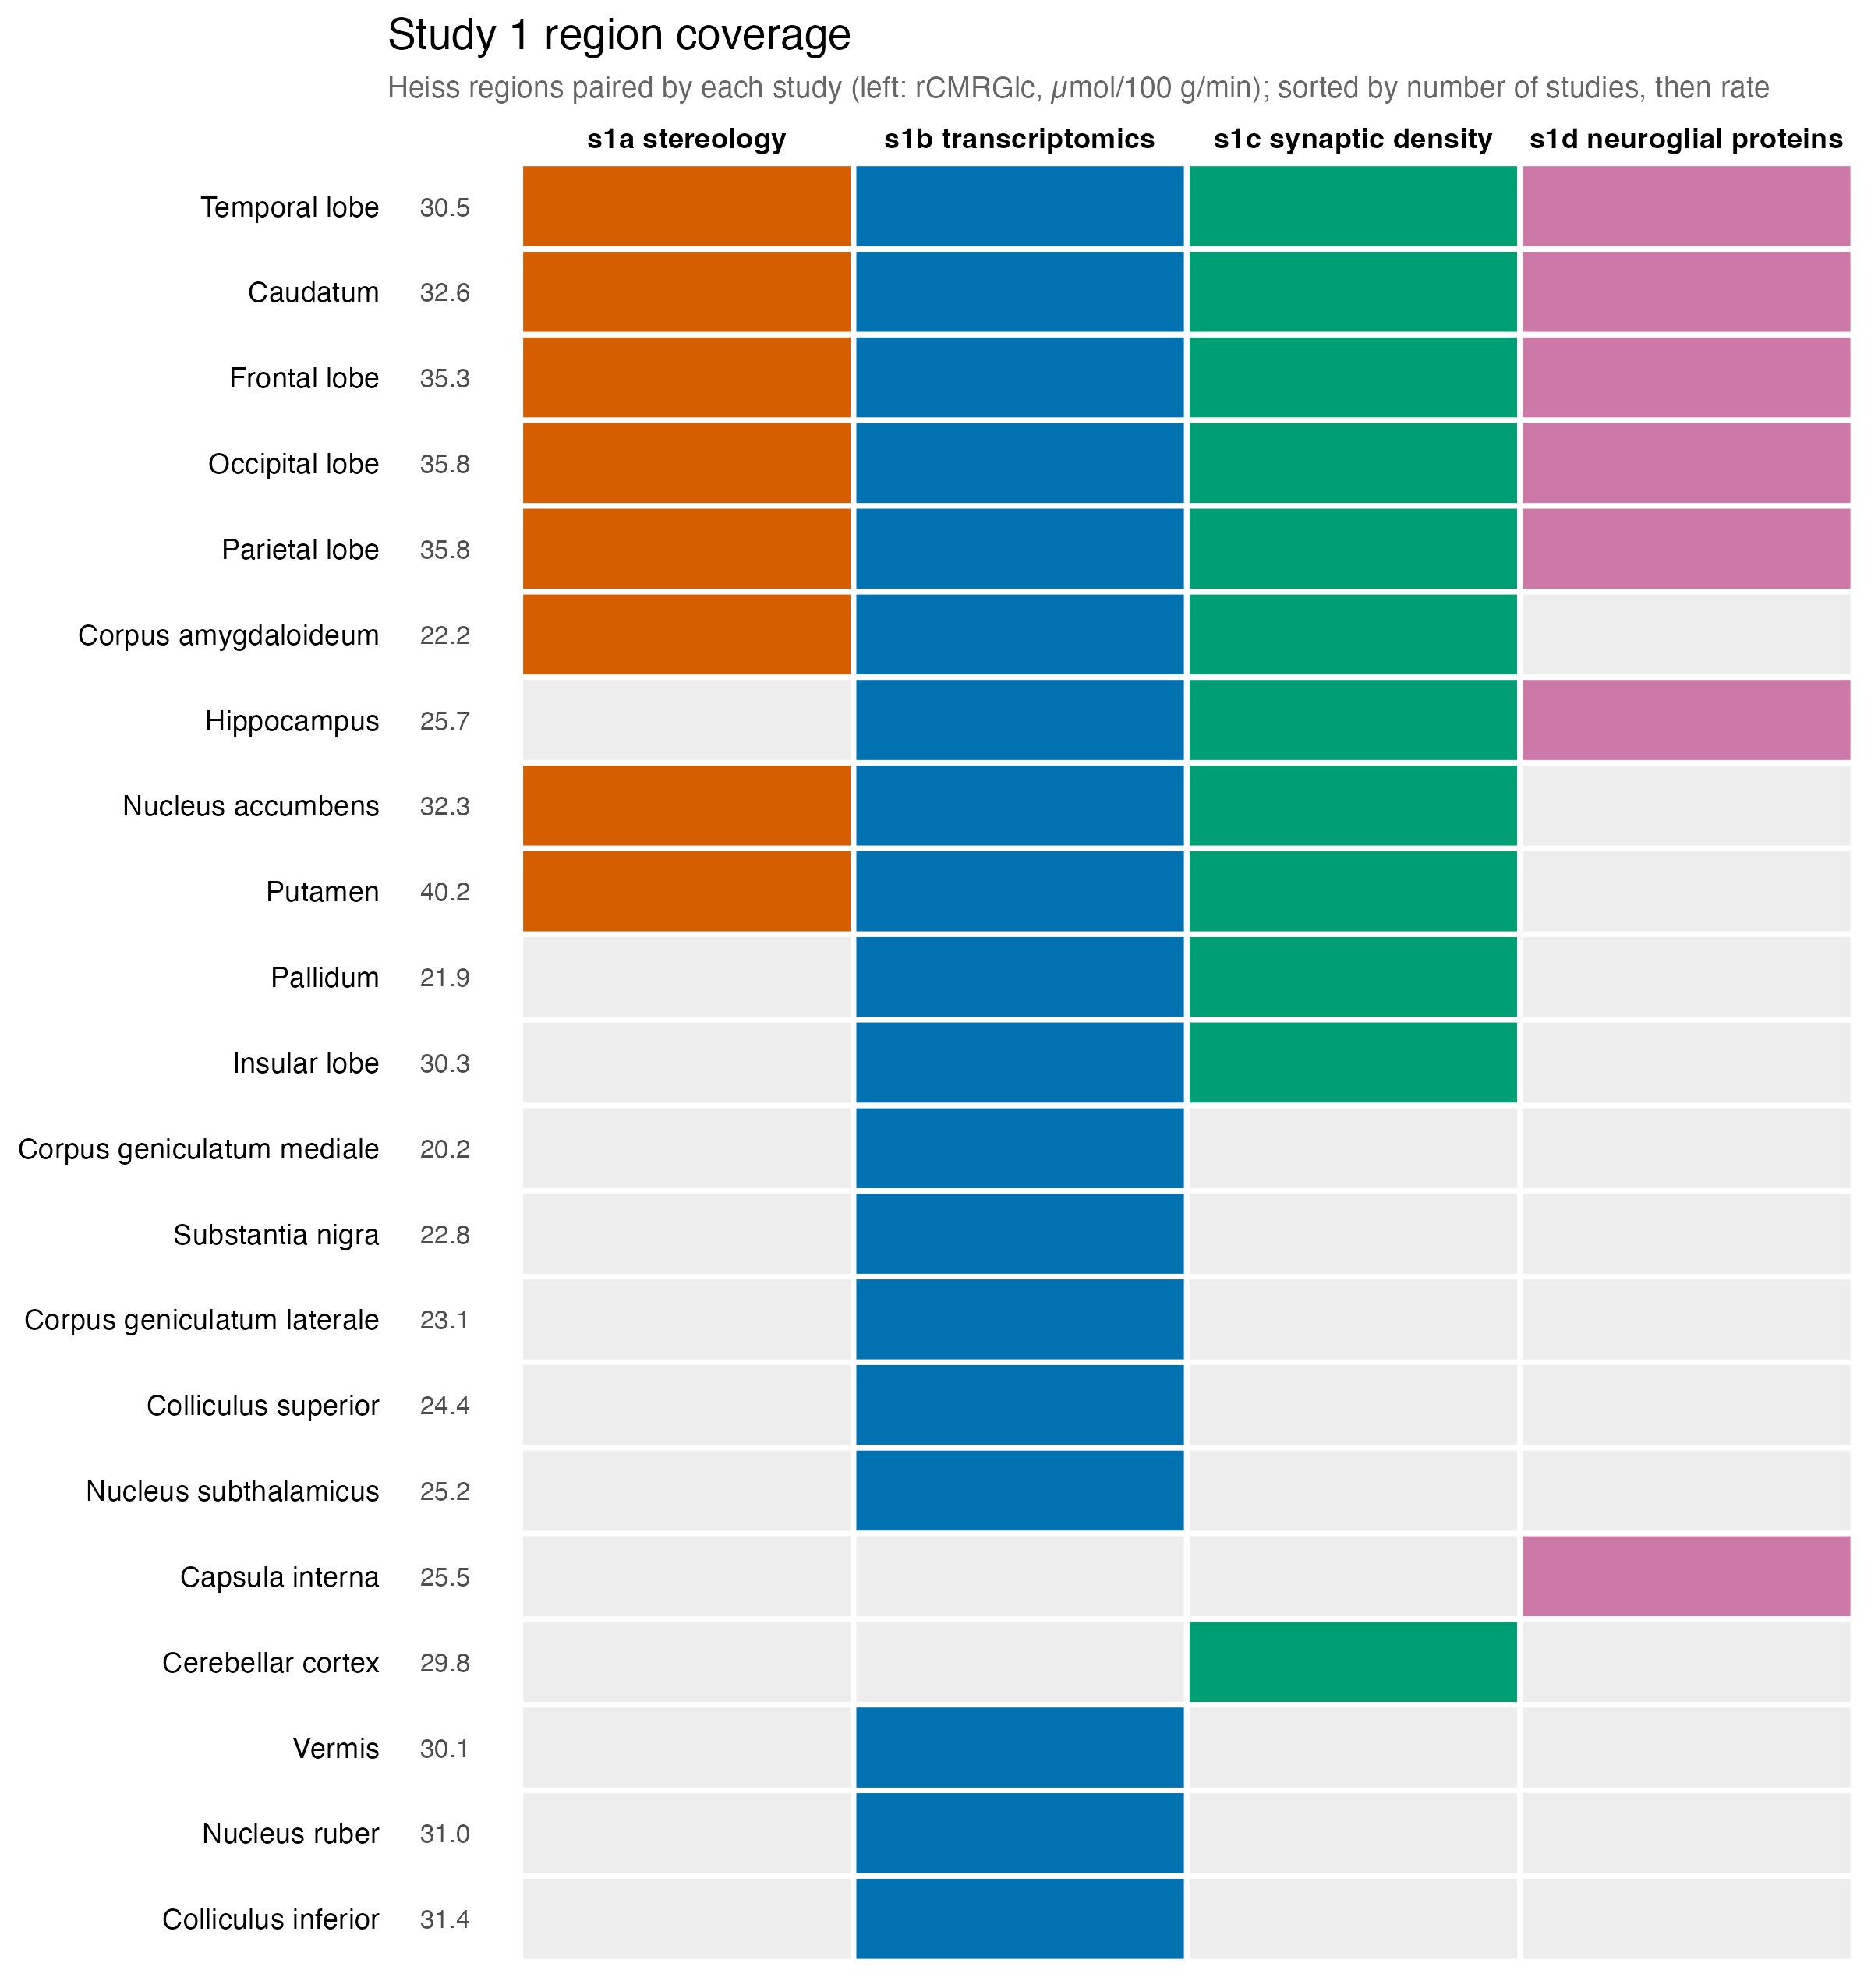 Study 1 region coverage
Heiss regions paired by each study (left: rCMRGlc, µmol/100 g/min); sorted by number of studies, then rate
s1a stereology s1b transcriptomics s1c synaptic density s1d neuroglial proteins
Temporal lobe 30.5
Caudatum 32.6
Frontal lobe 35.3
Occipital lobe 35.8
Parietal lobe 35.8
Corpus amygdaloideum 22.2
Hippocampus 25.7
Nucleus accumbens 32.3
Putamen 40.2
Pallidum 21.9
Insular lobe 30.3
Corpus geniculatum mediale 20.2
Substantia nigra 22.8
Corpus geniculatum laterale 23.1
Colliculus superior 24.4
Nucleus subthalamicus 25.2
Capsula interna 25.5
Cerebellar cortex 29.8
Vermis 30.1
Nucleus ruber 31.0
Colliculus inferior 31.4